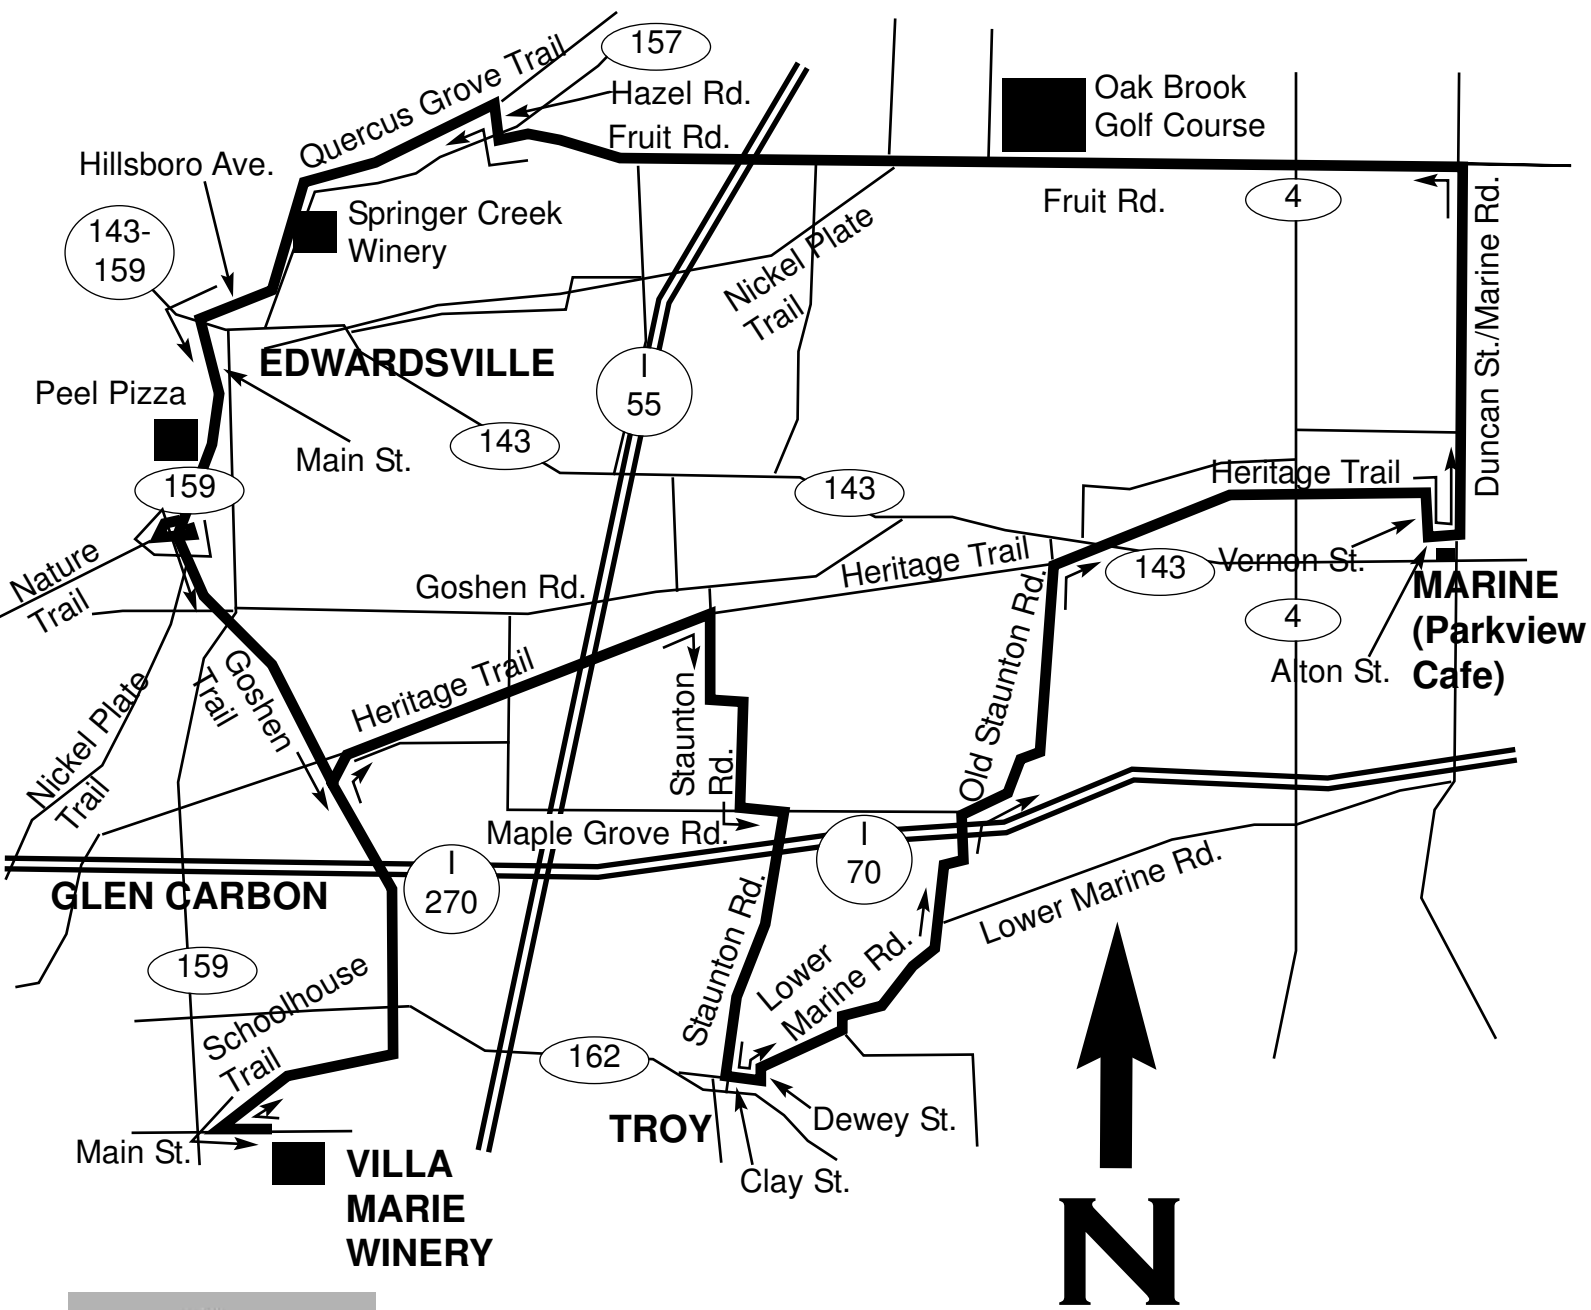 157
Quercus Grove Trail
Hazel Rd.
Oak Brook
Golf Course
Fruit Rd.
Hillsboro Ave.
143-
159
Springer Creek
Winery
Fruit Rd.
4
Nickel Plate
Trail
Duncan St./Marine Rd.
EDWARDSVILLE
Peel Pizza
I
55
143
Main St.
159
143
Heritage Trail
Nature
Trail
Goshen Rd.
Heritage Trail
143
Vernon St.
MARINE
(Parkview
Cafe)
4
Alton St.
Goshen
Trail
Heritage Trail
Staunton
Rd.
Old Staunton Rd.
Nickel Plate
Trail
Maple Grove Rd.
I
70
I
270
GLEN CARBON
Staunton Rd.
Lower
Marine Rd.
Lower Marine Rd.
159
Schoolhouse
Trail
162
TROY
Dewey St.
Clay St.
Main St.
VILLA
MARIE
WINERY
N